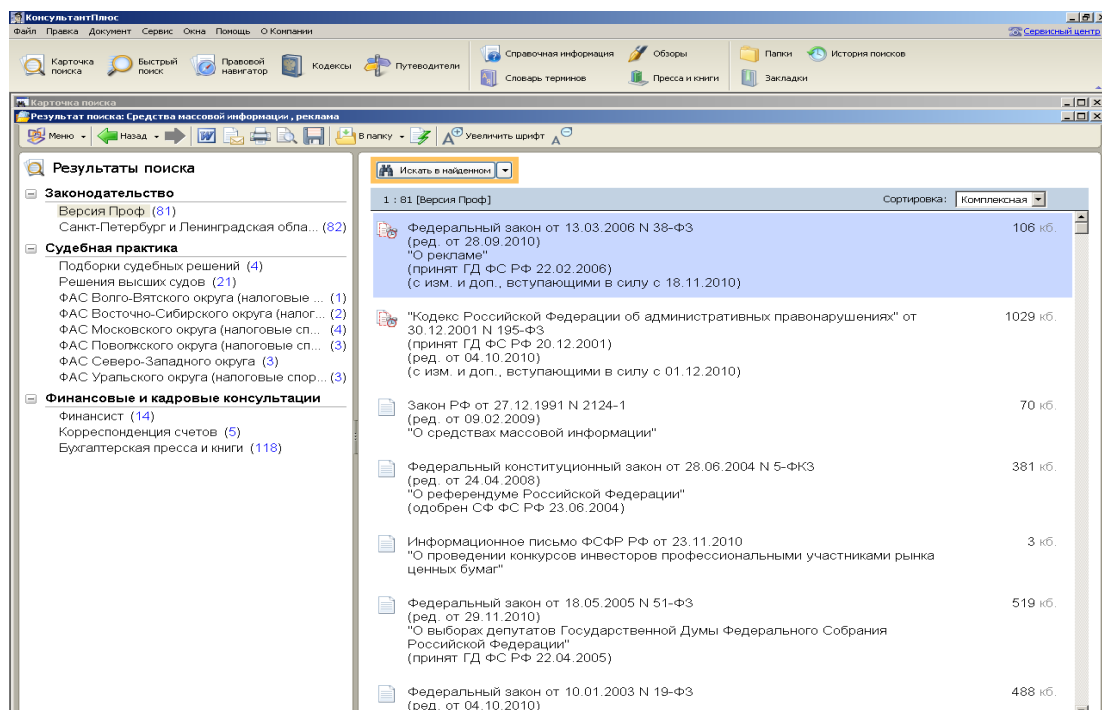 КонсультантПлюс
Файл Правка Документ Сервис Окна Помощь О Компании
Сервисный центр
Карточка поиска
Быстрый поиск
Правовой навигатор
Кодексы
Путеводители
Справочная информация
Словарь терминов
Обзоры
Пресса и книги
Папки
Закладки
История поисков
Карточка поиска
Результат поиска: Средства массовой информации , реклама
Меню
Назад
В папку
Увеличить шрифт
Результаты поиска
Законодательство
Версия Проф (81)
Санкт-Петербург и Ленинградская обла... (82)
Судебная практика
Подборки судебных решений (4)
Решения высших судов (21)
ФАС Волго-Вятского округа (налоговые ... (1)
ФАС Восточно-Сибирского округа (налог... (2)
ФАС Московского округа (налоговые сп... (4)
ФАС Поволжского округа (налоговые сп... (3)
ФАС Северо-Западного округа (3)
ФАС Уральского округа (налоговые спор... (3)
Финансовые и кадровые консультации
Финансист (14)
Корреспонденция счетов (5)
Бухгалтерская пресса и книги (118)
Искать в найденном
1 : 81 [Версия Проф]
Сортировка: Комплексная
Федеральный закон от 13.03.2006 N 38-ФЗ 106 кб.
(ред. от 28.09.2010)
"О рекламе"
(принят ГД ФС РФ 22.02.2006)
(с изм. и доп., вступающими в силу с 18.11.2010)
"Кодекс Российской Федерации об административных правонарушениях" от 1029 кб.
30.12.2001 N 195-ФЗ
(принят ГД ФС РФ 20.12.2001)
(ред. от 04.10.2010)
(с изм. и доп., вступающими в силу с 01.12.2010)
Закон РФ от 27.12.1991 N 2124-1 70 кб.
(ред. от 09.02.2009)
"О средствах массовой информации"
Федеральный конституционный закон от 28.06.2004 N 5-ФКЗ 381 кб.
(ред. от 24.04.2008)
"О референдуме Российской Федерации"
(одобрен СФ ФС РФ 23.06.2004)
Информационное письмо ФСФР РФ от 23.11.2010 3 кб.
"О проведении конкурсов инвесторов профессиональными участниками рынка
ценных бумаг"
Федеральный закон от 18.05.2005 N 51-ФЗ 519 кб.
(ред. от 29.11.2010)
"О выборах депутатов Государственной Думы Федерального Собрания
Российской Федерации"
(принят ГД ФС РФ 22.04.2005)
Федеральный закон от 10.01.2003 N 19-ФЗ 488 кб.
(ред. от 04.10.2010)